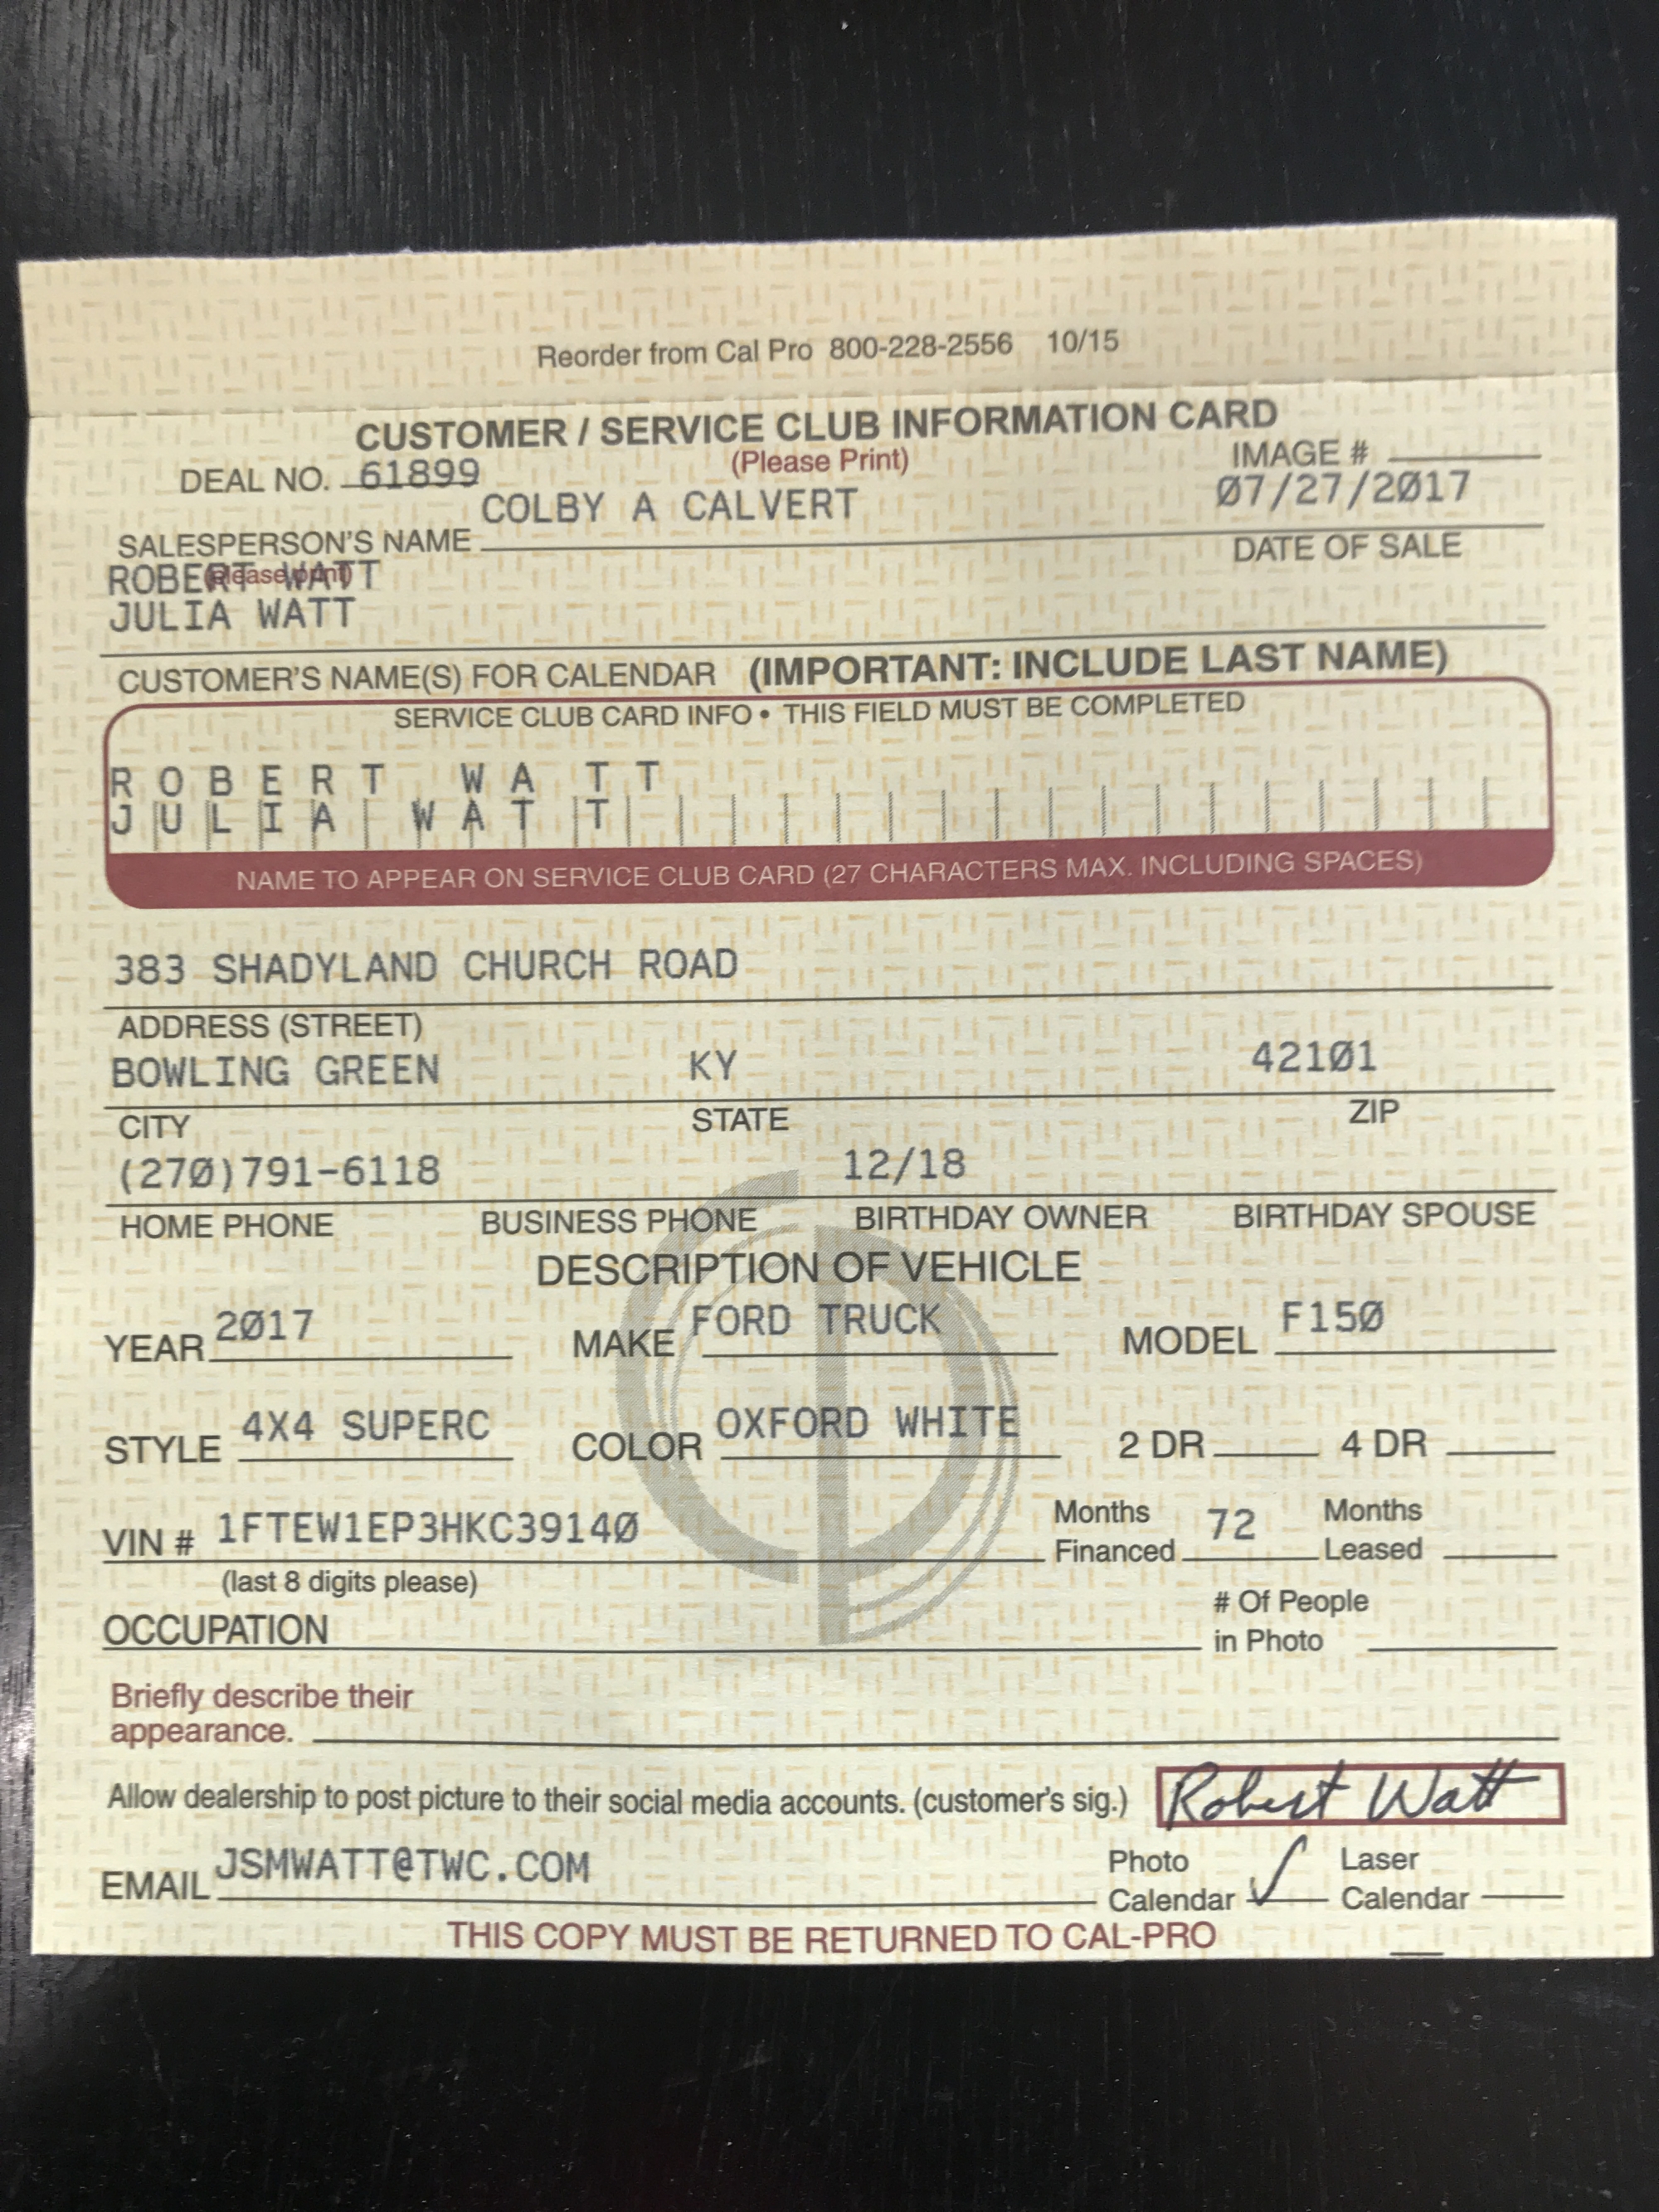 Reorder from Cal Pro 800-228-2556 10/15
CUSTOMER / SERVICE CLUB INFORMATION CARD
(Please Print)
IMAGE #
DEAL NO. 61899
COLBY A CALVERT
Ø7/27/2Ø17
SALESPERSON'S NAME
DATE OF SALE
(please print)
ROBERT WATT
JULIA WATT
CUSTOMER'S NAME(S) FOR CALENDAR (IMPORTANT: INCLUDE LAST NAME)
SERVICE CLUB CARD INFO • THIS FIELD MUST BE COMPLETED
ROBERT WATT
JULIA WATT
NAME TO APPEAR ON SERVICE CLUB CARD (27 CHARACTERS MAX. INCLUDING SPACES)
383 SHADYLAND CHURCH ROAD
ADDRESS (STREET)
BOWLING GREEN KY 421Ø1
CITY STATE ZIP
(27Ø)791-6118 12/18
HOME PHONE BUSINESS PHONE BIRTHDAY OWNER BIRTHDAY SPOUSE
DESCRIPTION OF VEHICLE
YEAR 2Ø17 MAKE FORD TRUCK MODEL F15Ø
STYLE 4X4 SUPERC COLOR OXFORD WHITE 2 DR 4 DR
VIN # 1FTEW1EP3HKC3914Ø Months Financed 72 Months Leased
(last 8 digits please)
OCCUPATION # Of People in Photo
Briefly describe their
appearance.
Allow dealership to post picture to their social media accounts. (customer's sig.) Robert Watt
EMAIL JSMWATT@TWC.COM Photo Calendar ✓ Laser Calendar
THIS COPY MUST BE RETURNED TO CAL-PRO